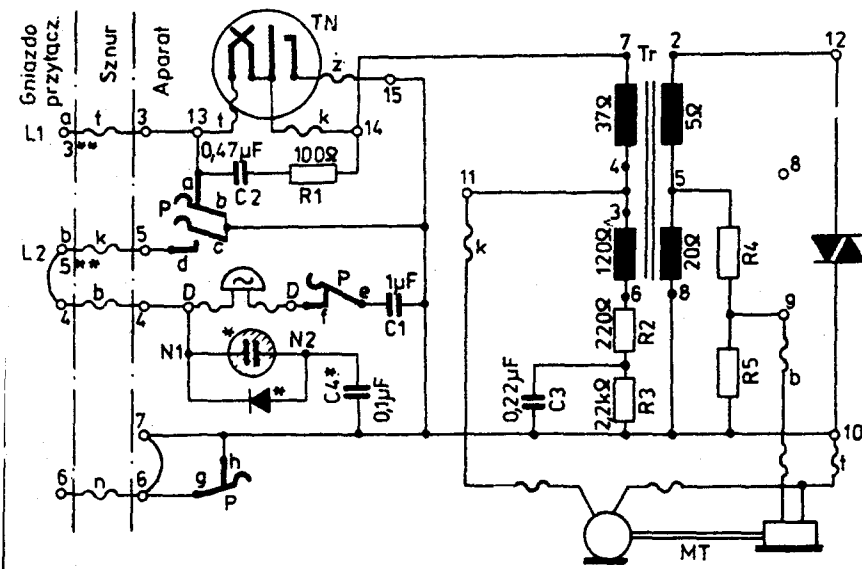 Gniazdo przyłącz.
Sznur
Aparat
TN
ż
15
7
Tr
2
12
L1
a
t
3
13
t
k
14
37Ω
5Ω
3**
0,47µF
100Ω
a
C2
R1
4
8
P
b
11
5
L2
b
k
5
c
3
5**
d
k
120Ω
20Ω
R4
P
1µF
6
8
9
4
b
4
D
D
f
e
C1
220Ω
R2
N1
*
N2
C4*
0,1µF
0,22µF
C3
2,2kΩ
R3
R5
b
*
7
10
h
6
n
6
g
P
t
MT